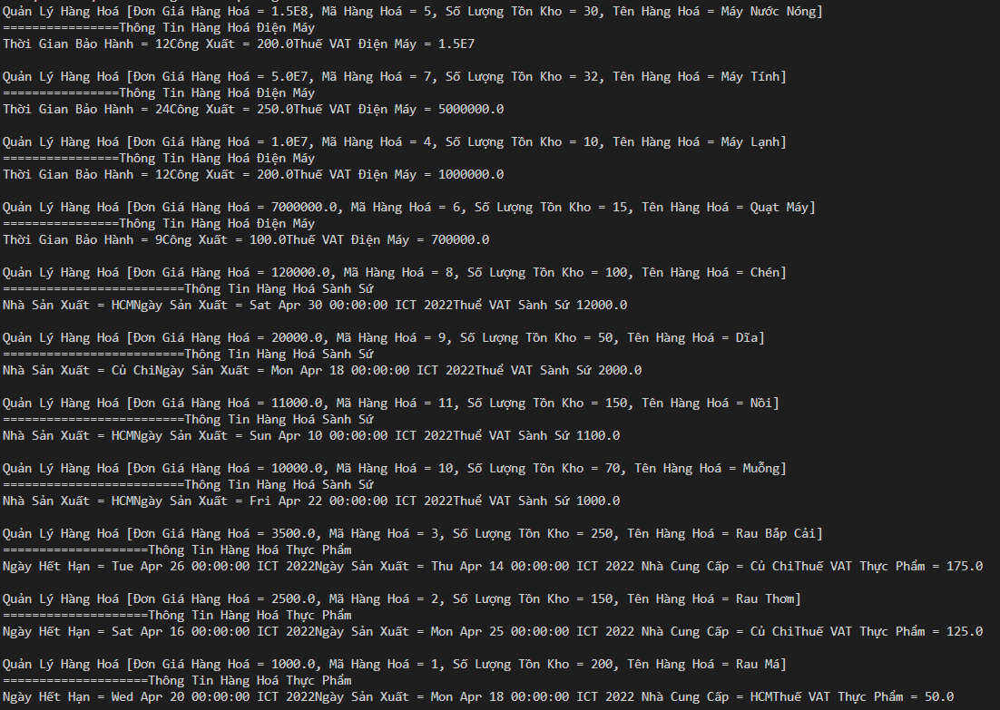 Quản Lý Hàng Hoá [Đơn Giá Hàng Hoá = 1.5E8, Mã Hàng Hoá = 5, Số Lượng Tồn Kho = 30, Tên Hàng Hoá = Máy Nước Nóng]
================Thông Tin Hàng Hoá Điện Máy
Thời Gian Bảo Hành = 12Công Xuất = 200.0Thuế VAT Điện Máy = 1.5E7
Quản Lý Hàng Hoá [Đơn Giá Hàng Hoá = 5.0E7, Mã Hàng Hoá = 7, Số Lượng Tồn Kho = 32, Tên Hàng Hoá = Máy Tính]
================Thông Tin Hàng Hoá Điện Máy
Thời Gian Bảo Hành = 24Công Xuất = 250.0Thuế VAT Điện Máy = 5000000.0
Quản Lý Hàng Hoá [Đơn Giá Hàng Hoá = 1.0E7, Mã Hàng Hoá = 4, Số Lượng Tồn Kho = 10, Tên Hàng Hoá = Máy Lạnh]
================Thông Tin Hàng Hoá Điện Máy
Thời Gian Bảo Hành = 12Công Xuất = 200.0Thuế VAT Điện Máy = 1000000.0
Quản Lý Hàng Hoá [Đơn Giá Hàng Hoá = 7000000.0, Mã Hàng Hoá = 6, Số Lượng Tồn Kho = 15, Tên Hàng Hoá = Quạt Máy]
================Thông Tin Hàng Hoá Điện Máy
Thời Gian Bảo Hành = 9Công Xuất = 100.0Thuế VAT Điện Máy = 700000.0
Quản Lý Hàng Hoá [Đơn Giá Hàng Hoá = 120000.0, Mã Hàng Hoá = 8, Số Lượng Tồn Kho = 100, Tên Hàng Hoá = Chén]
=========================Thông Tin Hàng Hoá Sành Sứ
Nhà Sản Xuất = HCMNgày Sản Xuất = Sat Apr 30 00:00:00 ICT 2022Thuể VAT Sành Sứ 12000.0
Quản Lý Hàng Hoá [Đơn Giá Hàng Hoá = 20000.0, Mã Hàng Hoá = 9, Số Lượng Tồn Kho = 50, Tên Hàng Hoá = Dĩa]
=========================Thông Tin Hàng Hoá Sành Sứ
Nhà Sản Xuất = Củ ChiNgày Sản Xuất = Mon Apr 18 00:00:00 ICT 2022Thuể VAT Sành Sứ 2000.0
Quản Lý Hàng Hoá [Đơn Giá Hàng Hoá = 11000.0, Mã Hàng Hoá = 11, Số Lượng Tồn Kho = 150, Tên Hàng Hoá = Nồi]
=========================Thông Tin Hàng Hoá Sành Sứ
Nhà Sản Xuất = HCMNgày Sản Xuất = Sun Apr 10 00:00:00 ICT 2022Thuể VAT Sành Sứ 1100.0
Quản Lý Hàng Hoá [Đơn Giá Hàng Hoá = 10000.0, Mã Hàng Hoá = 10, Số Lượng Tồn Kho = 70, Tên Hàng Hoá = Muỗng]
=========================Thông Tin Hàng Hoá Sành Sứ
Nhà Sản Xuất = HCMNgày Sản Xuất = Fri Apr 22 00:00:00 ICT 2022Thuể VAT Sành Sứ 1000.0
Quản Lý Hàng Hoá [Đơn Giá Hàng Hoá = 3500.0, Mã Hàng Hoá = 3, Số Lượng Tồn Kho = 250, Tên Hàng Hoá = Rau Bắp Cải]
====================Thông Tin Hàng Hoá Thực Phẩm
Ngày Hết Hạn = Tue Apr 26 00:00:00 ICT 2022Ngày Sản Xuất = Thu Apr 14 00:00:00 ICT 2022 Nhà Cung Cấp = Củ ChiThuế VAT Thực Phẩm = 175.0
Quản Lý Hàng Hoá [Đơn Giá Hàng Hoá = 2500.0, Mã Hàng Hoá = 2, Số Lượng Tồn Kho = 150, Tên Hàng Hoá = Rau Thơm]
====================Thông Tin Hàng Hoá Thực Phẩm
Ngày Hết Hạn = Sat Apr 16 00:00:00 ICT 2022Ngày Sản Xuất = Mon Apr 25 00:00:00 ICT 2022 Nhà Cung Cấp = Củ ChiThuế VAT Thực Phẩm = 125.0
Quản Lý Hàng Hoá [Đơn Giá Hàng Hoá = 1000.0, Mã Hàng Hoá = 1, Số Lượng Tồn Kho = 200, Tên Hàng Hoá = Rau Má]
====================Thông Tin Hàng Hoá Thực Phẩm
Ngày Hết Hạn = Wed Apr 20 00:00:00 ICT 2022Ngày Sản Xuất = Mon Apr 18 00:00:00 ICT 2022 Nhà Cung Cấp = HCMThuế VAT Thực Phẩm = 50.0